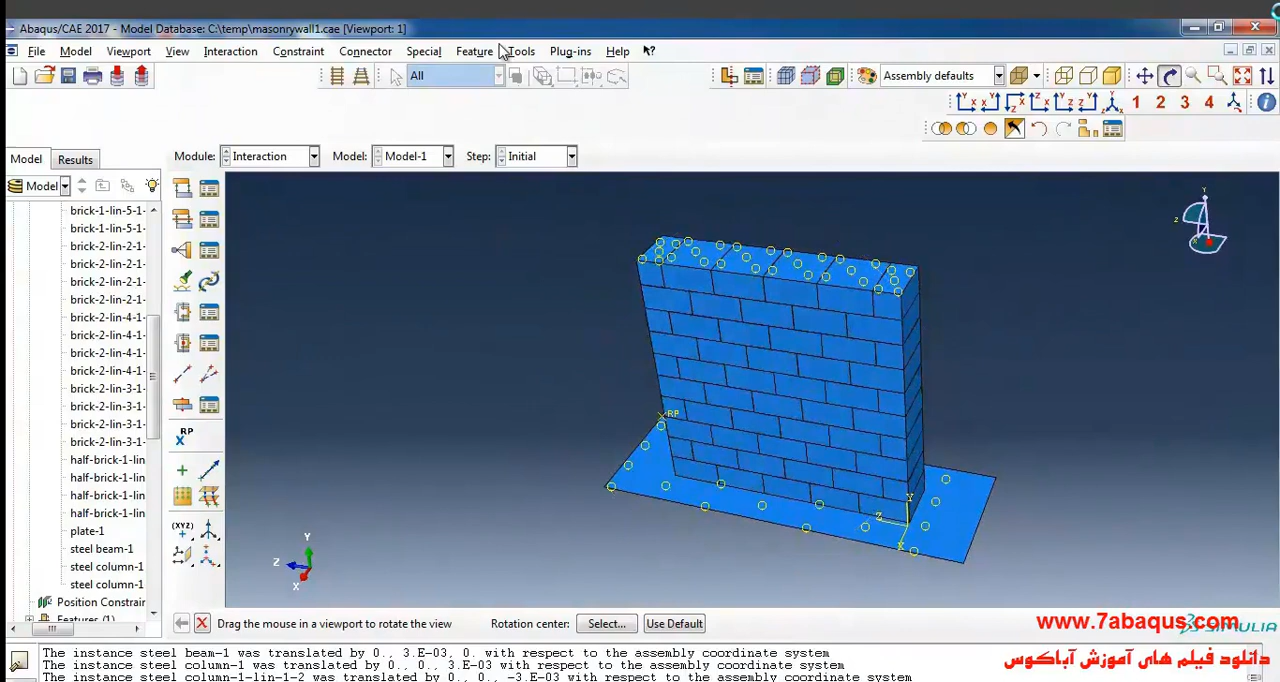 Abaqus/CAE 2017 - Model Database: C:\temp\masonrywall1.cae [Viewport: 1]
File Model Viewport View Interaction Constraint Connector Special Feature Tools Plug-ins Help
All
Assembly defaults
1 2 3 4
Model Results
Module: Interaction Model: Model-1 Step: Initial
Model
brick-1-lin-5-1-
brick-1-lin-5-1-
brick-2-lin-2-1-
brick-2-lin-2-1-
brick-2-lin-2-1-
brick-2-lin-2-1-
brick-2-lin-4-1-
brick-2-lin-4-1-
brick-2-lin-4-1-
brick-2-lin-4-1-
brick-2-lin-3-1-
brick-2-lin-3-1-
brick-2-lin-3-1-
brick-2-lin-3-1-
half-brick-1-lin
half-brick-1-lin
half-brick-1-lin
half-brick-1-lin
plate-1
steel beam-1
steel column-1
steel column-1
Position Constrai
Features (1)
RP
(XYZ)
Y
Z
X
RP
Y
Z
X
Y
Z
X
Drag the mouse in a viewport to rotate the view Rotation center: Select... Use Default
SIMULIA
www.7abaqus.com
دانلود فیلم های آموزش آباکوس
The instance steel beam-1 was translated by 0., 3.E-03, 0. with respect to the assembly coordinate system
The instance steel column-1 was translated by 0., E-03 with respect to the assembly coordinate system
The instance steel column-1-lin-1-2 was translated by 0., -3.E-03 with respect to the assembly coordinate system